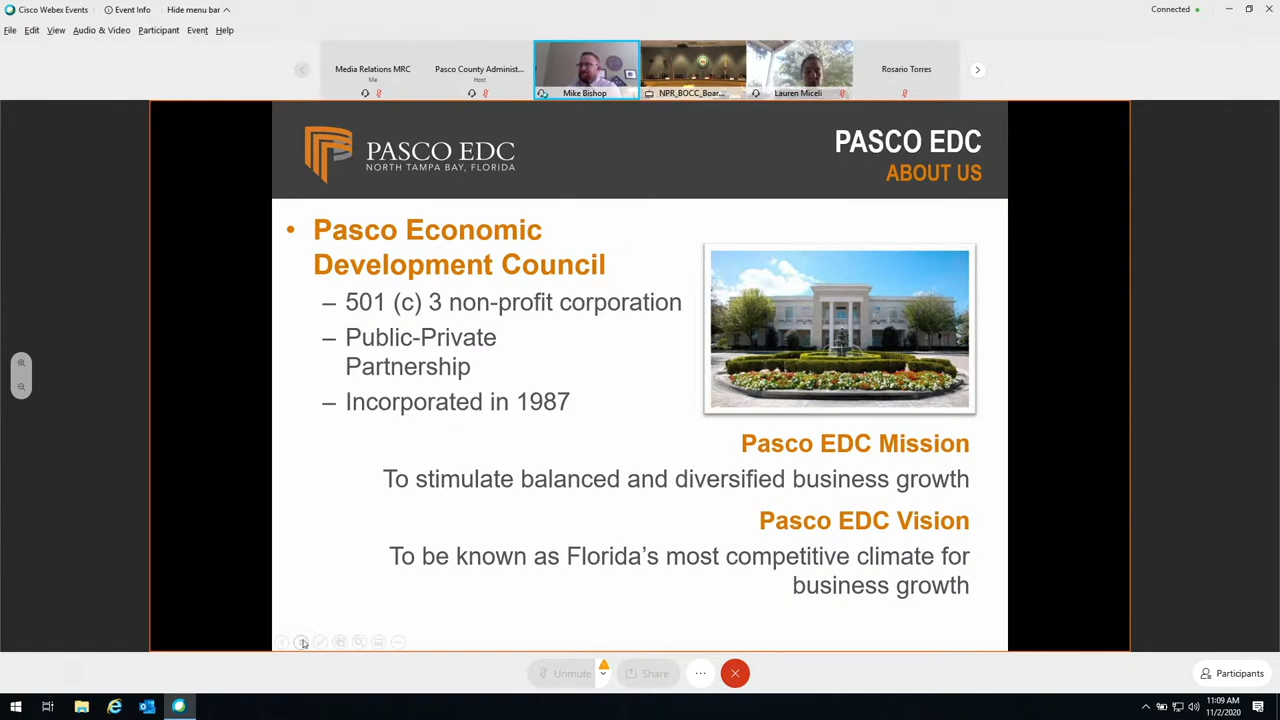 Cisco Webex Events
Event Info
Hide menu bar
Connected
File Edit View Audio & Video Participant Event Help
Media Relations MRC
Me
Pasco County Administ...
Host
Mike Bishop
NPR_BOCC_Boar...
Lauren Miceli
Rosario Torres
PASCO EDC
NORTH TAMPA BAY, FLORIDA
PASCO EDC
ABOUT US
• Pasco Economic
Development Council
– 501 (c) 3 non-profit corporation
– Public-Private
Partnership
– Incorporated in 1987
Pasco EDC Mission
To stimulate balanced and diversified business growth
Pasco EDC Vision
To be known as Florida’s most competitive climate for
business growth
Unmute
Share
Participants
11:09 AM
11/2/2020